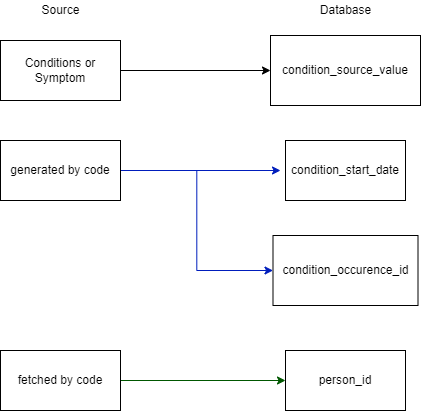 Source
Database
Conditions or
Symptom
condition_source_value
generated by code
condition_start_date
condition_occurence_id
fetched by code
person_id